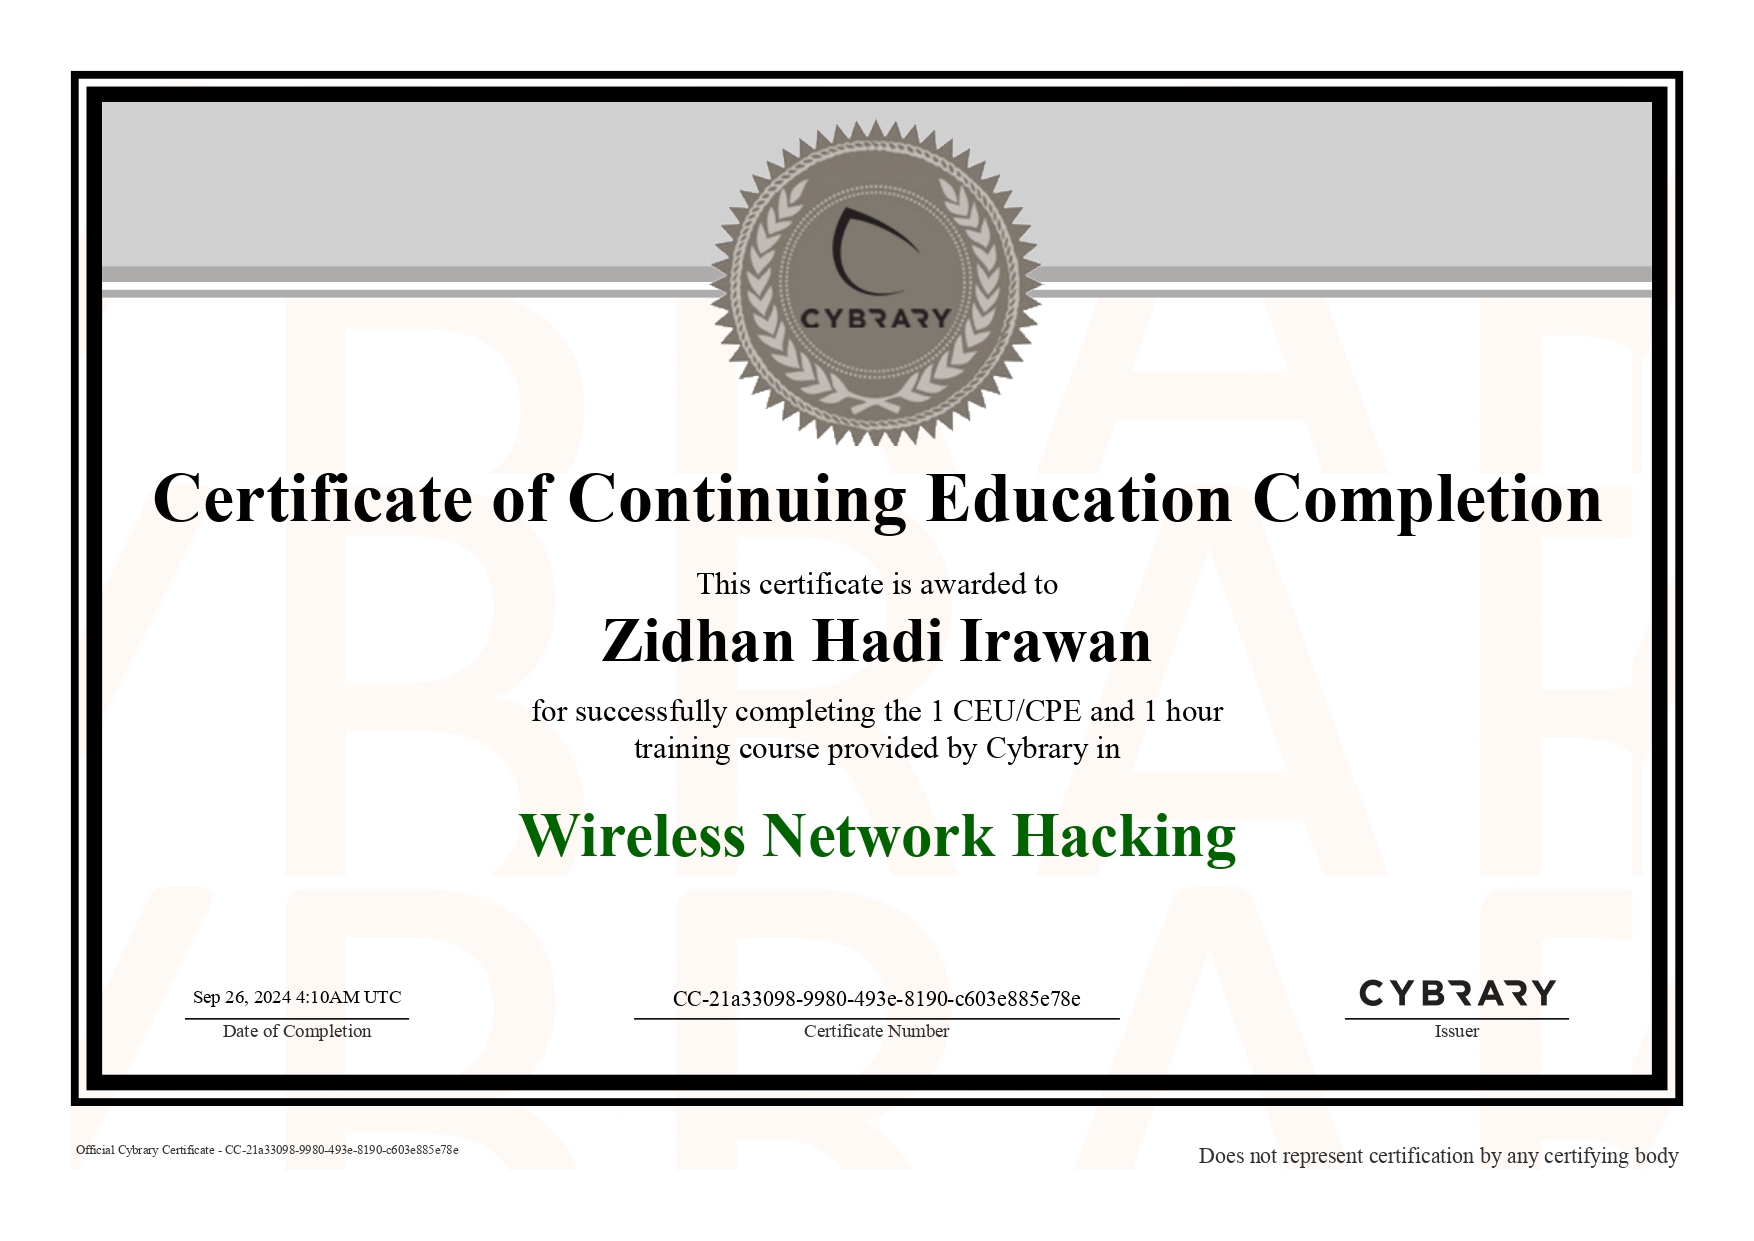 CYBRARY
Certificate of Continuing Education Completion
This certificate is awarded to
Zidhan Hadi Irawan
for successfully completing the 1 CEU/CPE and 1 hour
training course provided by Cybrary in
Wireless Network Hacking
Sep 26, 2024 4:10AM UTC
Date of Completion
CC-21a33098-9980-493e-8190-c603e885e78e
Certificate Number
CYBRARY
Issuer
Official Cybrary Certificate - CC-21a33098-9980-493e-8190-c603e885e78e
Does not represent certification by any certifying body